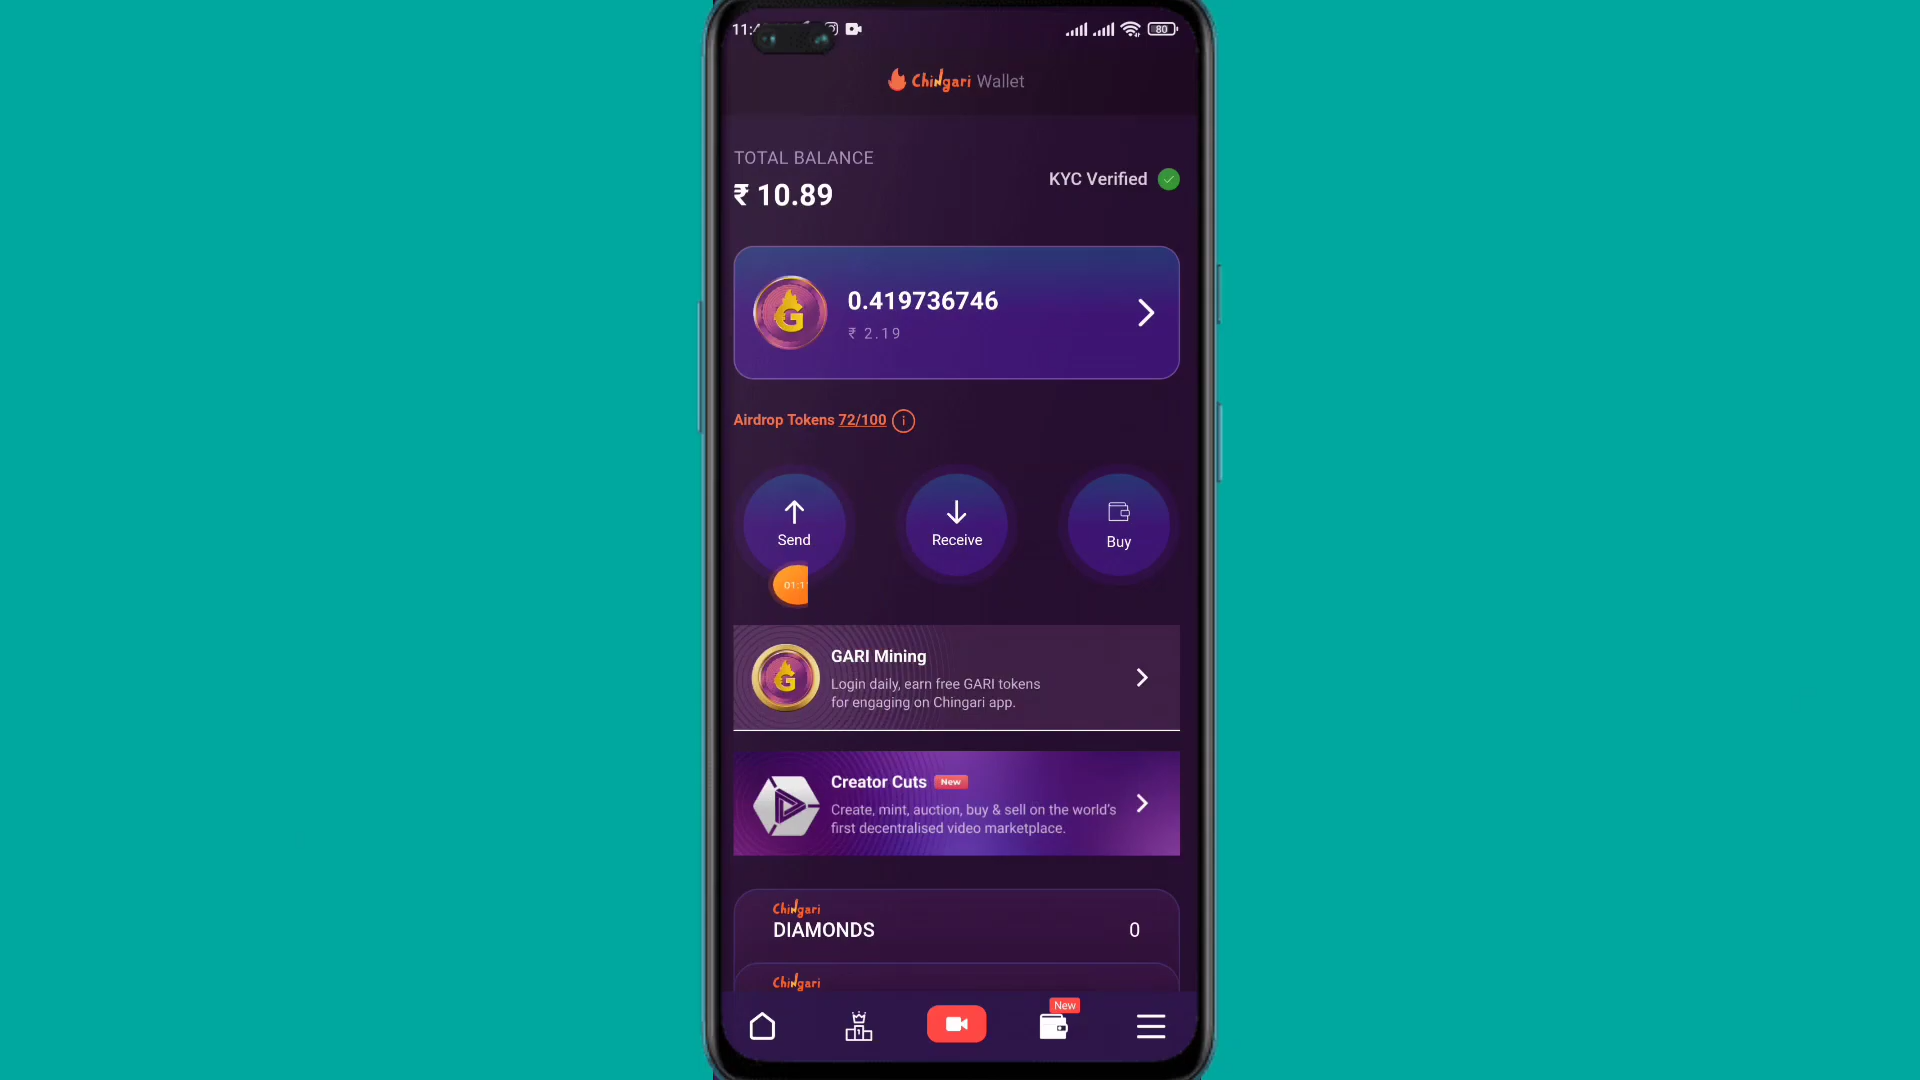 80
Chingari Wallet
TOTAL BALANCE
₹ 10.89
KYC Verified
G
0.419736746
₹ 2.19
Airdrop Tokens 72/100 i
Send
Receive
Buy
G
GARI Mining
Login daily, earn free GARI tokens
for engaging on Chingari app.
Creator Cuts New
Create, mint, auction, buy & sell on the world's
first decentralised video marketplace.
Chingari
DIAMONDS 0
Chingari
New